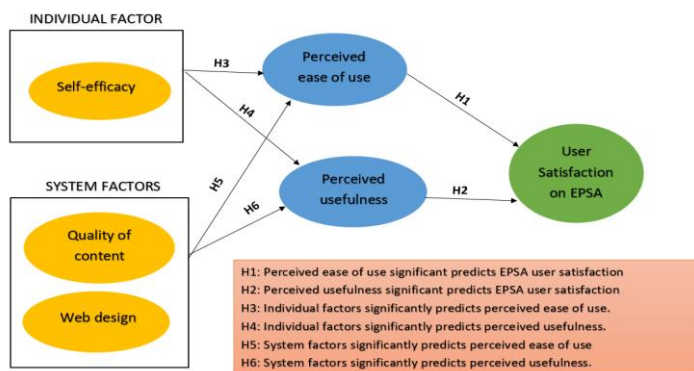 INDIVIDUAL FACTOR
Self-efficacy
SYSTEM FACTORS
Quality of
content
Web design
H3
H4
H5
H6
Perceived
ease of use
Perceived
usefulness
H1
H2
User
Satisfaction
on EPSA
H1: Perceived ease of use significant predicts EPSA user satisfaction
H2: Perceived usefulness significant predicts EPSA user satisfaction
H3: Individual factors significantly predicts perceived ease of use.
H4: Individual factors significantly predicts perceived usefulness.
H5: System factors significantly predicts perceived ease of use
H6: System factors significantly predicts perceived usefulness.